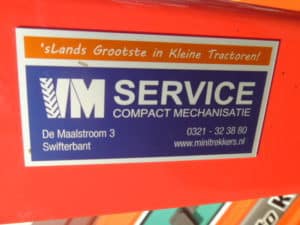 'sLands Grootste in Kleine Tractoren!
VM SERVICE
COMPACT MECHANISATIE
De Maalstroom 3
0321 - 32 38 80
Swifterbant
www.minitrekkers.nl